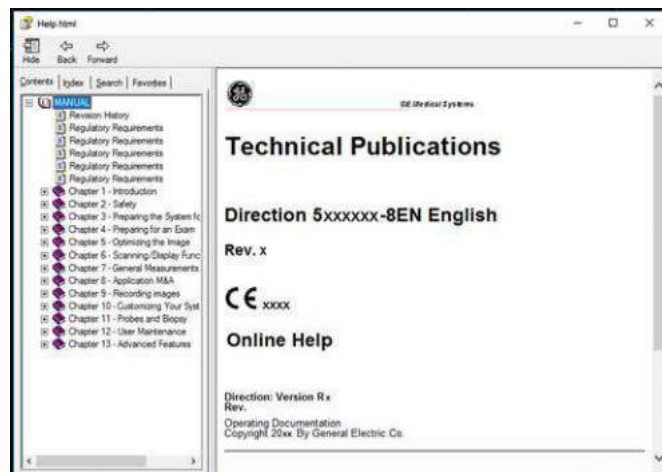 Help html
Hide Back Forward
Contents Index Search Favorites
MANUAL
Revision History
Regulatory Requirements
Regulatory Requirements
Regulatory Requirements
Regulatory Requirements
Regulatory Requirements
Chapter 1 - Introduction
Chapter 2 - Safety
Chapter 3 - Preparing the System fo
Chapter 4 - Preparing for an Exam
Chapter 5 - Optimizing the Image
Chapter 6 - Scanning/Display Func
Chapter 7 - General Measurements
Chapter 8 - Application M&A
Chapter 9 - Recording images
Chapter 10 - Customizing Your Syst
Chapter 11 - Probes and Biopsy
Chapter 12 - User Maintenance
Chapter 13 - Advanced Features
GE Medical Systems
Technical Publications
Direction 5xxxxxx-8EN English
Rev. x
CE xxxx
Online Help
Direction: Version Rx
Rev.
Operating Documentation
Copyright 20xx By General Electric Co.